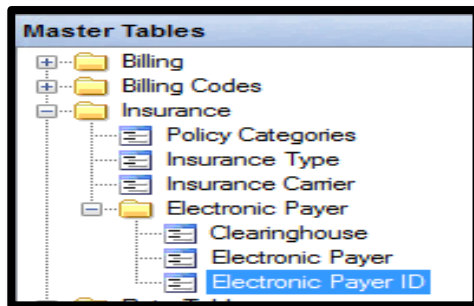 Master Tables
Billing
Billing Codes
Insurance
Policy Categories
Insurance Type
Insurance Carrier
Electronic Payer
Clearinghouse
Electronic Payer
Electronic Payer ID